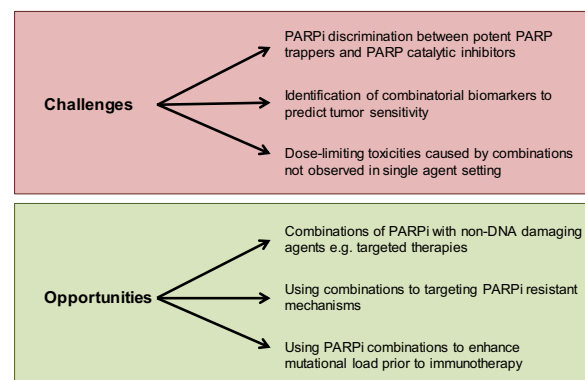 PARPi discrimination between potent PARP
trappers and PARP catalytic inhibitors
Challenges
Identification of combinatorial biomarkers to
predict tumor sensitivity
Dose-limiting toxicities caused by combinations
not observed in single agent setting
Combinations of PARPi with non-DNA damaging
agents e.g. targeted therapies
Opportunities
Using combinations to targeting PARPi resistant
mechanisms
Using PARPi combinations to enhance
mutational load prior to immunotherapy